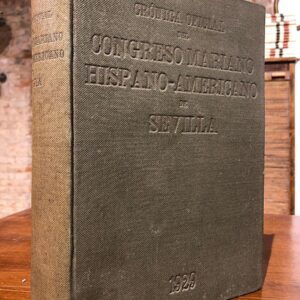 CRÓNICA OFICIAL
DEL
CONGRESO MARIANO
HISPANO-AMERICANO
DE
SEVILLA
1929